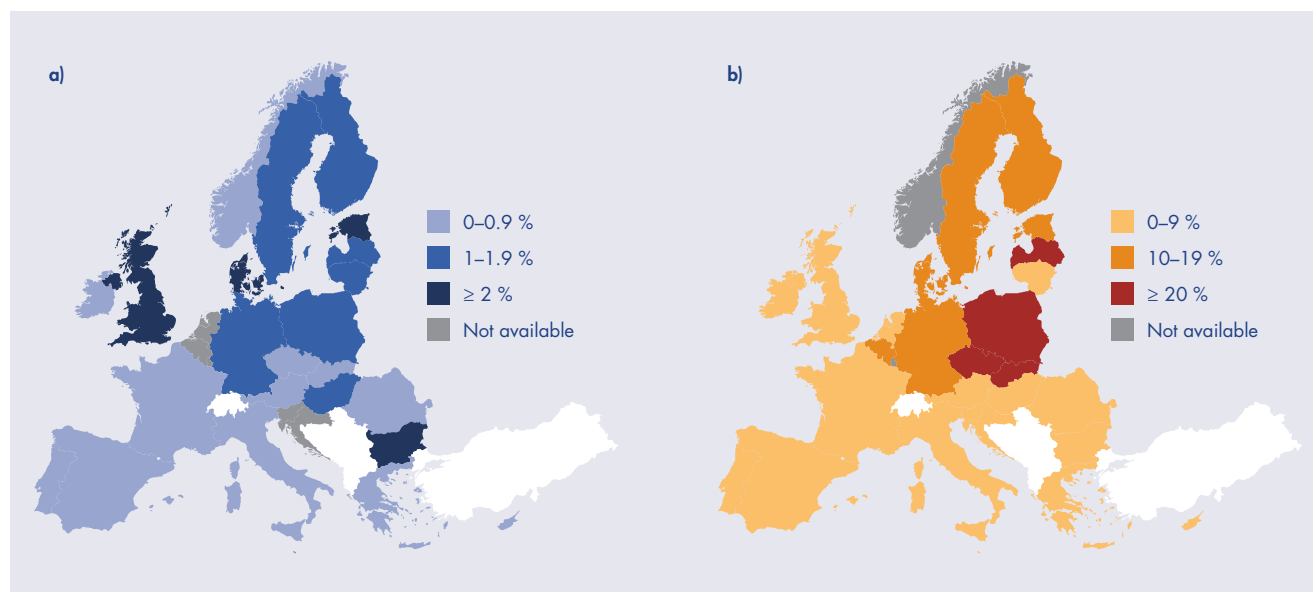 a)
0–0.9 %
1–1.9 %
≥ 2 %
Not available
b)
0–9 %
10–19 %
≥ 20 %
Not available